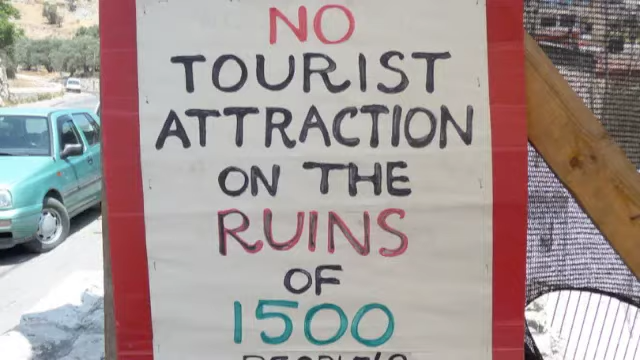 NO
TOURIST
ATTRACTION
ON THE
RUINS
OF
1500